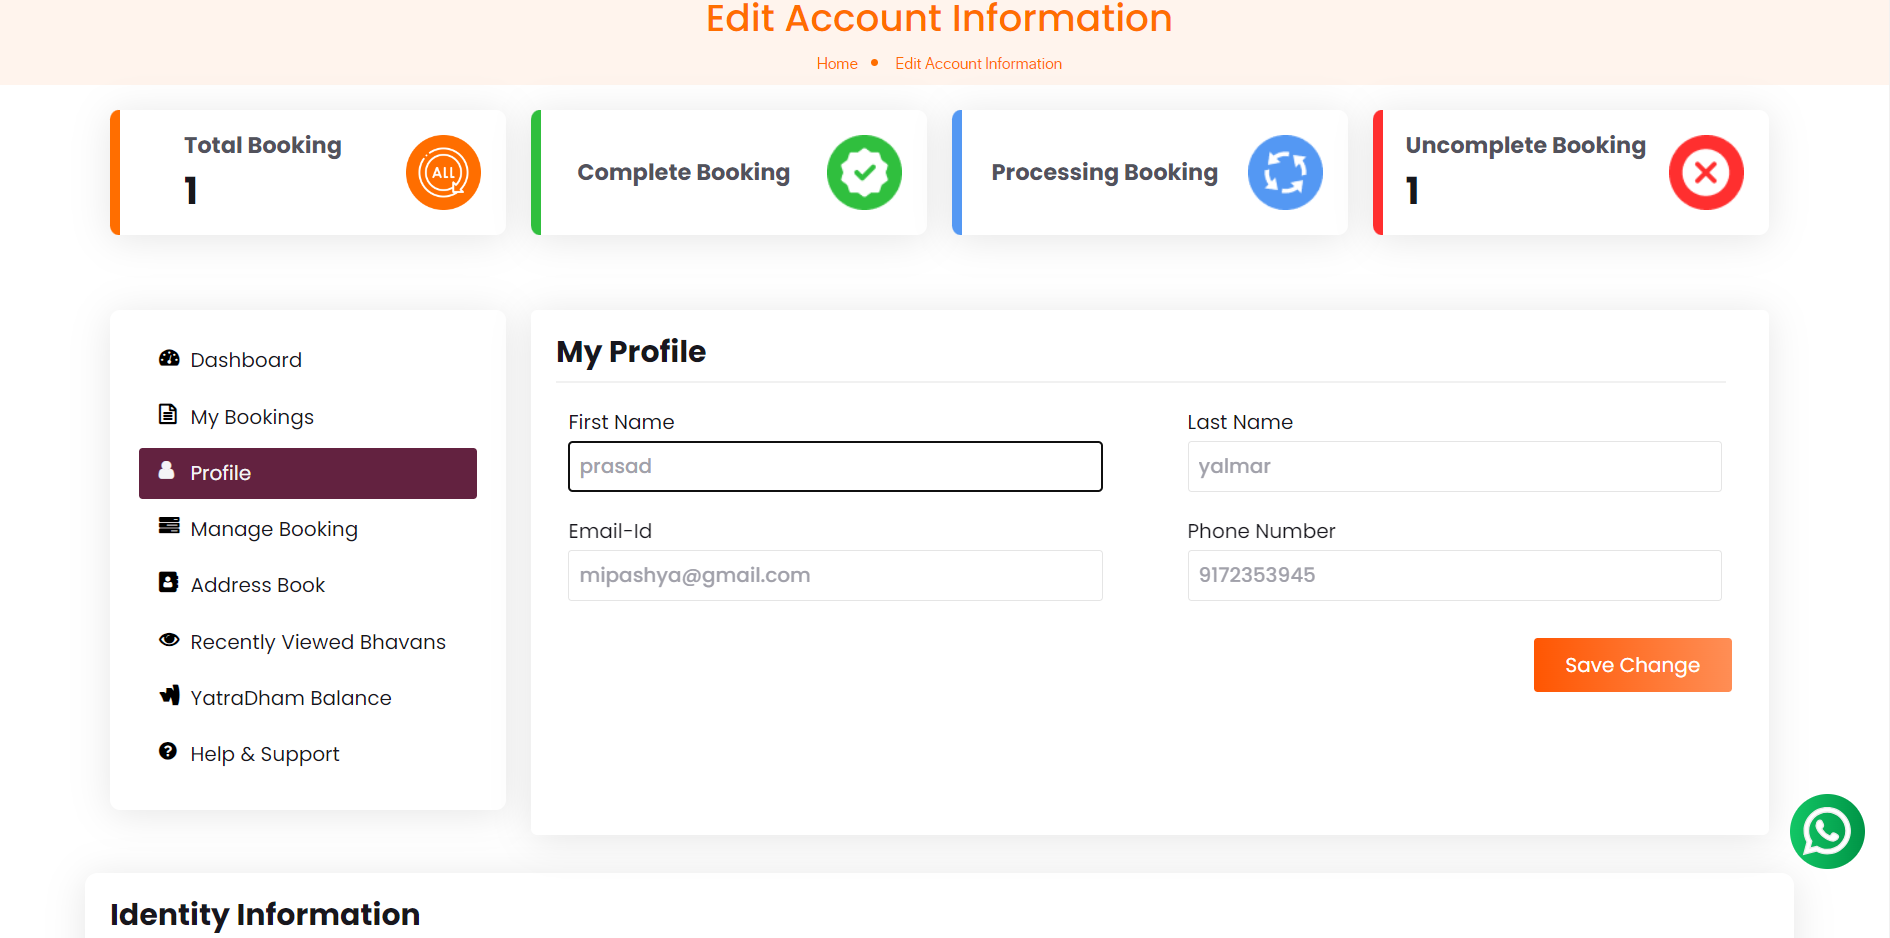 Edit Account Information
Home • Edit Account Information
Total Booking
1
ALL
Complete Booking
Processing Booking
Uncomplete Booking
1
Dashboard
My Bookings
Profile
Manage Booking
Address Book
Recently Viewed Bhavans
YatraDham Balance
Help & Support
My Profile
First Name
prasad
Last Name
yalmar
Email-Id
mipashya@gmail.com
Phone Number
9172353945
Save Change
Identity Information